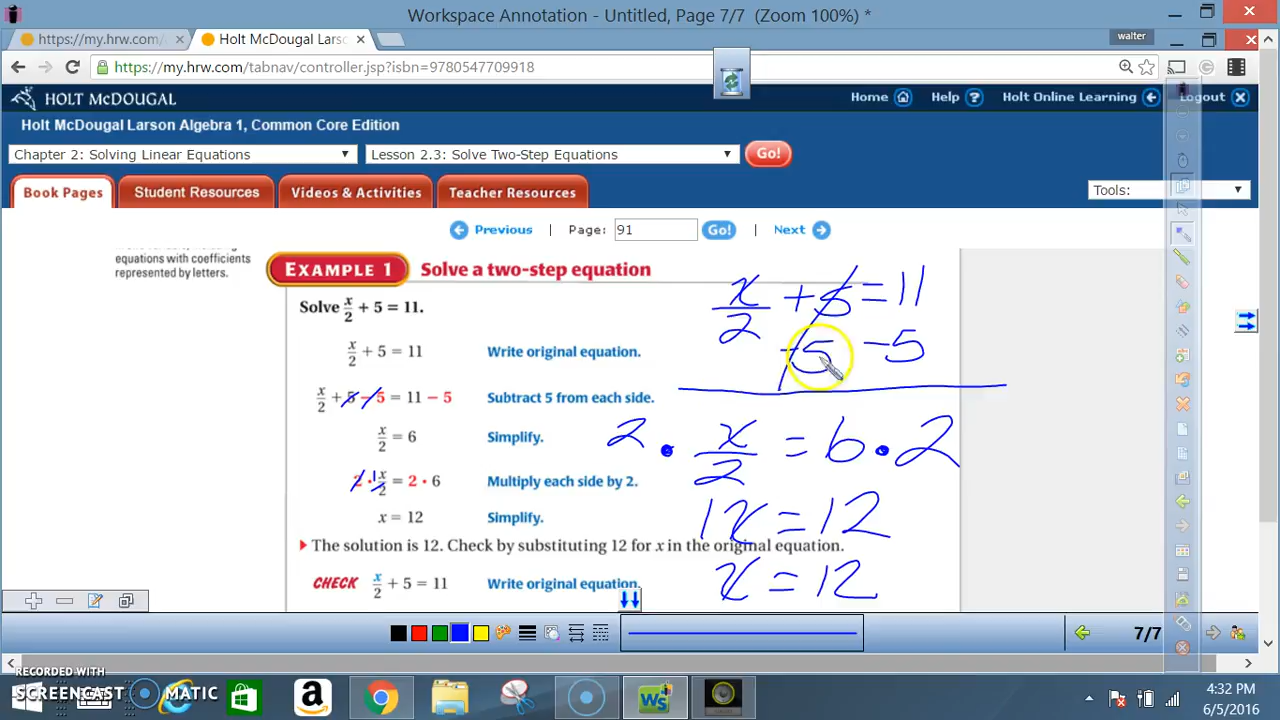 Workspace Annotation - Untitled, Page 7/7 (Zoom 100%) *
https://my.hrw.com/
Holt McDougal Lars
walter
https://my.hrw.com/tabnav/controller.jsp?isbn=9780547709918
HOLT MCDOUGAL
Home
Help ?
Holt Online Learning
Logout X
Holt McDougal Larson Algebra 1, Common Core Edition
Chapter 2: Solving Linear Equations
Lesson 2.3: Solve Two-Step Equations
Go!
Book Pages
Student Resources
Videos & Activities
Teacher Resources
Tools:
Previous | Page: 91 Go! | Next
equations with coefficients
represented by letters.
EXAMPLE 1 Solve a two-step equation
Solve x/2 + 5 = 11.
x/2 + 5 = 11 Write original equation.
x/2 + 5 − 5 = 11 − 5 Subtract 5 from each side.
x/2 = 6 Simplify.
2 · 1 x/2 = 2 · 6 Multiply each side by 2.
x = 12 Simplify.
The solution is 12. Check by substituting 12 for x in the original equation.
CHECK x/2 + 5 = 11 Write original equation.
x/2 + 5 = 11
−5 −5
2 · x/2 = 6 · 2
1x = 12
x = 12
7/7
RECORDED WITH
SCREENCAST MATIC
4:32 PM
6/5/2016